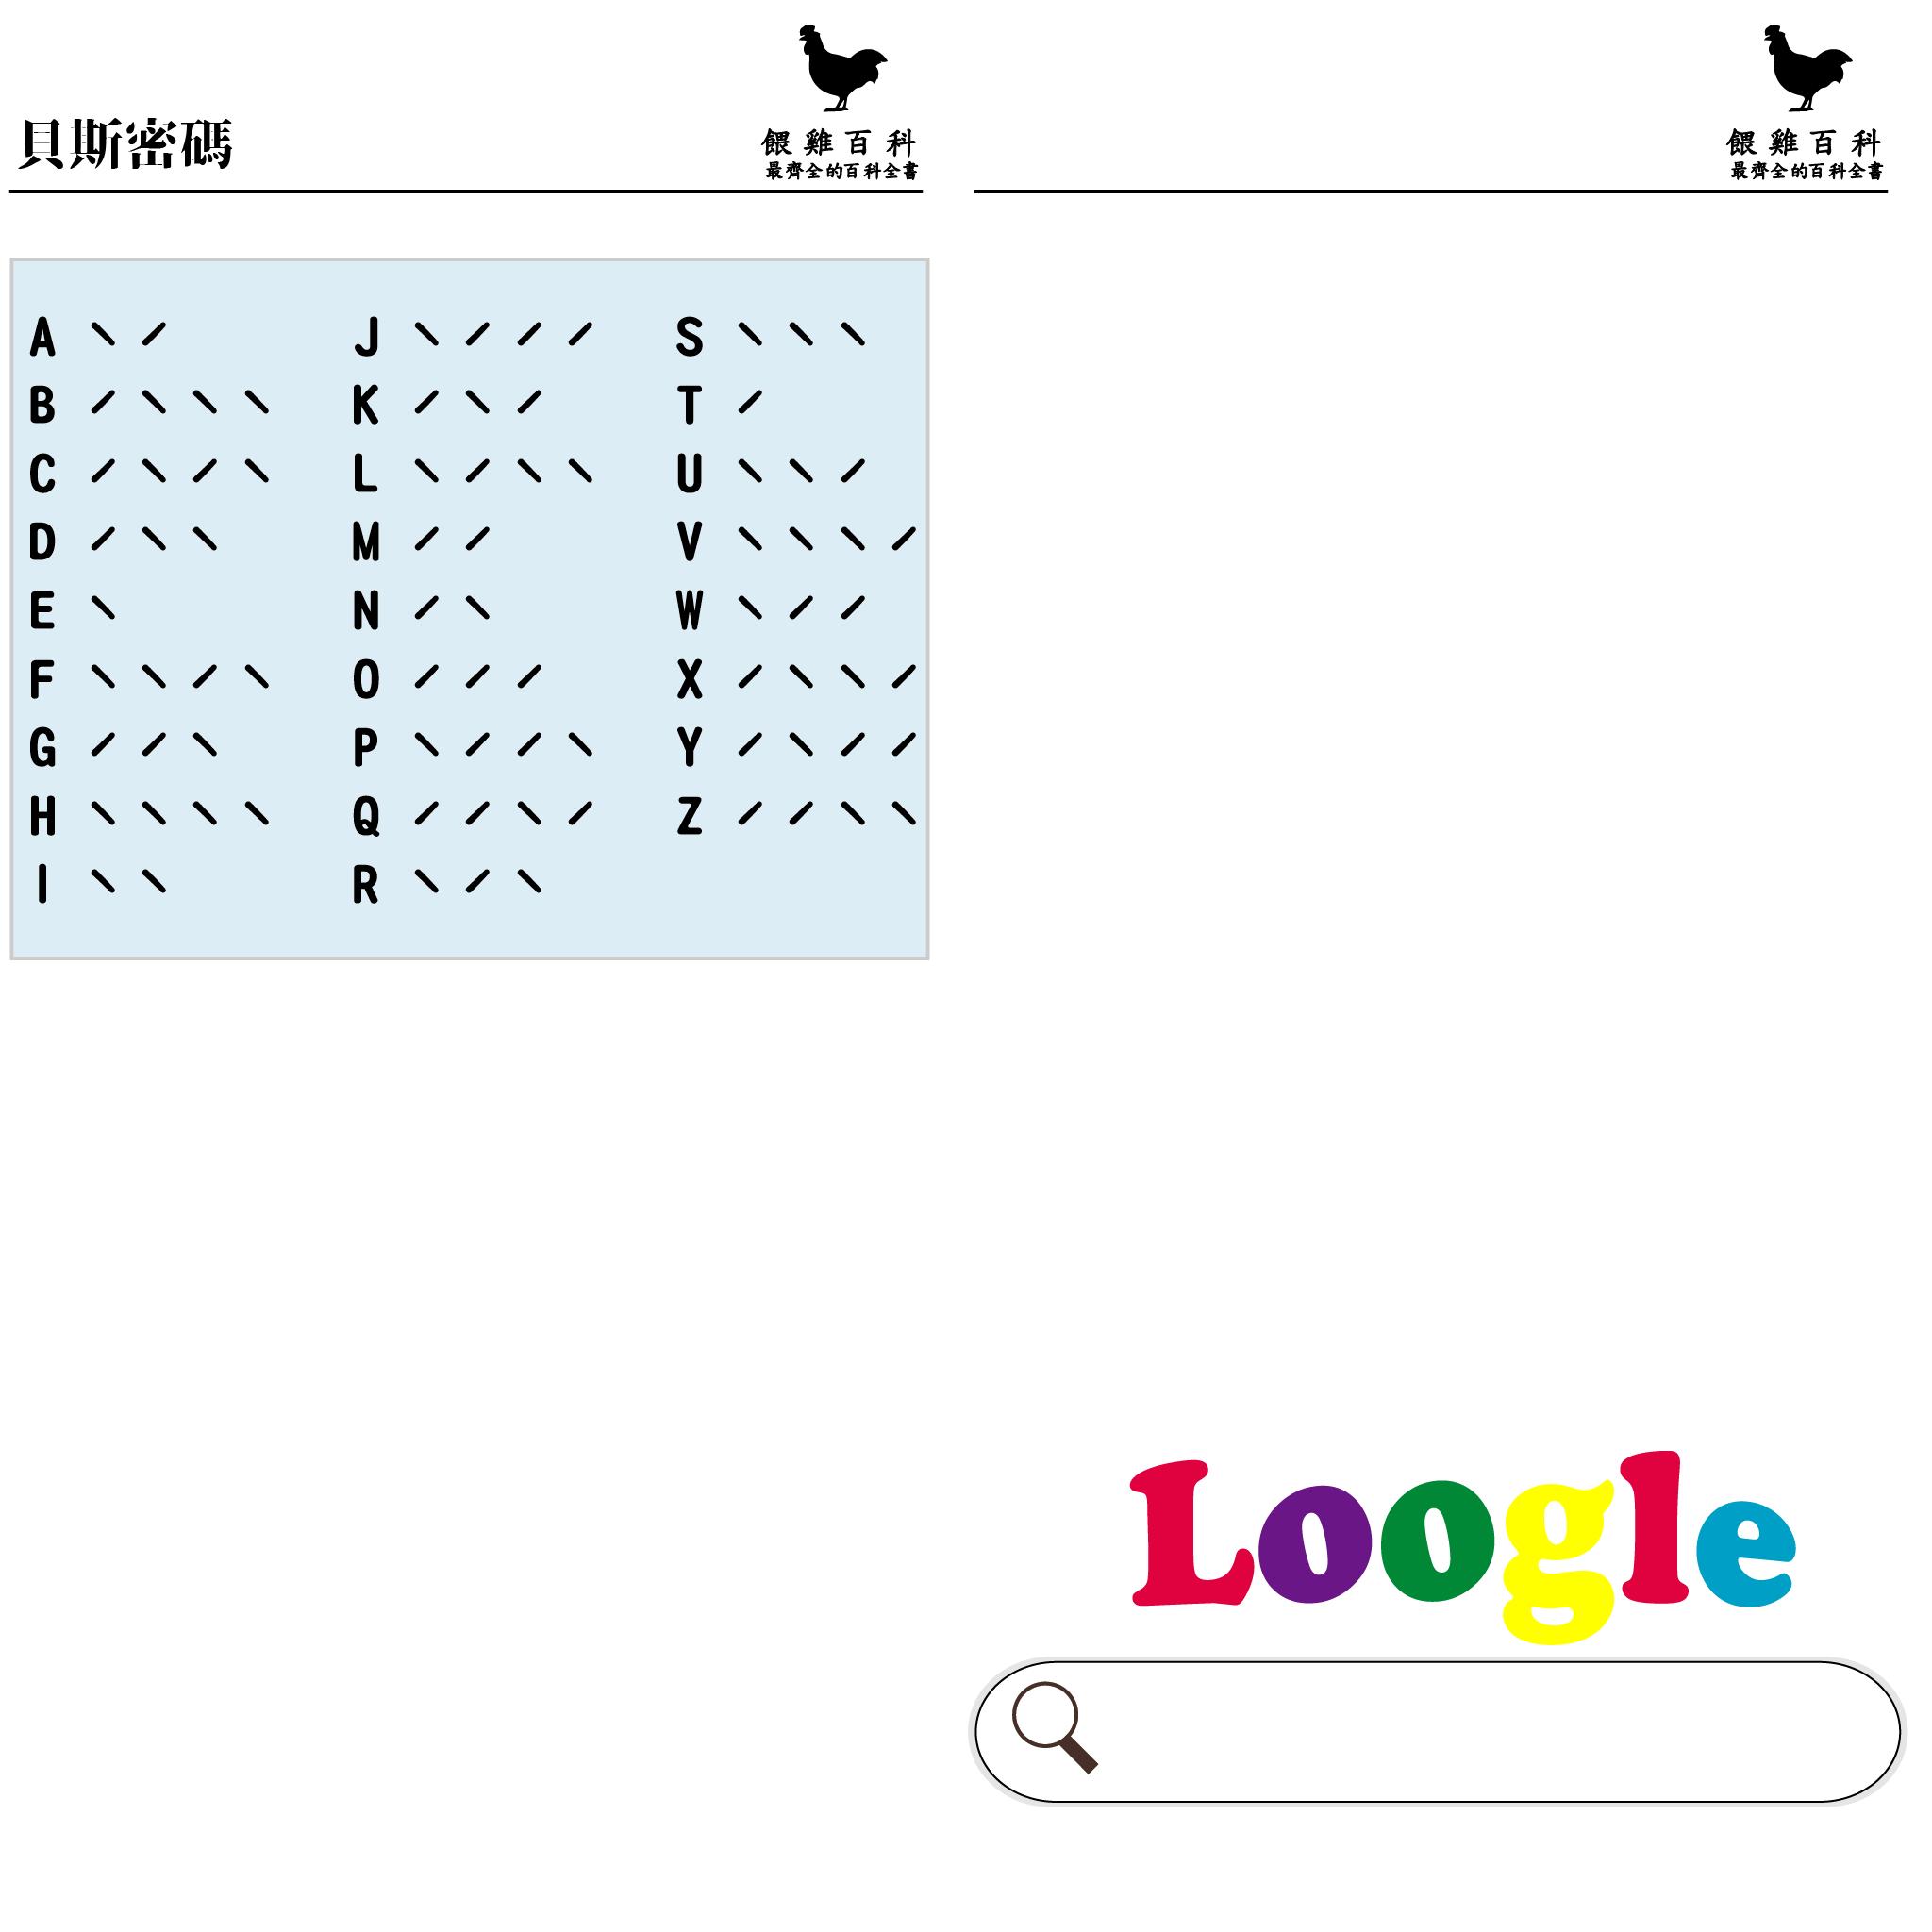 貝斯密碼
餵雞百科
最齊全的百科全書
餵雞百科
最齊全的百科全書
A \ /
J \ / / /
S \ \ \
B / \ \ \
K / \ /
T /
C / \ / \
L \ / \ \
U \ \ /
D / \ \
M / /
V \ \ \ /
E \
N / \
W \ / /
F \ \ / \
O / / /
X / \ \ /
G / / \
P \ / / \
Y / \ / /
H \ \ \ \
Q / / \ /
Z / / \ \
I \ \
R \ / \
Loogle